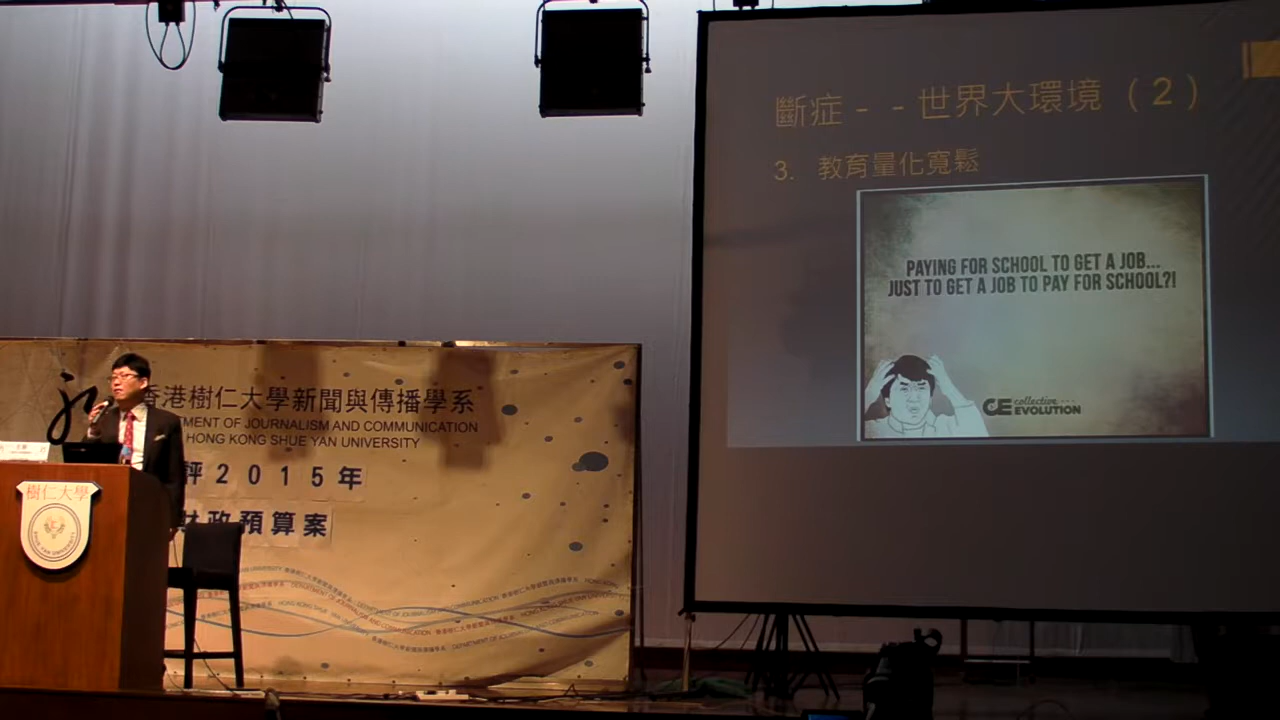 斷症 - - 世界大環境（2）
3. 教育量化寬鬆
PAYING FOR SCHOOL TO GET A JOB...
JUST TO GET A JOB TO PAY FOR SCHOOL?!
CE collective
EVOLUTION
香港樹仁大學新聞與傳播學系
MENT OF JOURNALISM AND COMMUNICATION
HONG KONG SHUE YAN UNIVERSITY
評2015年
財政預算案
樹仁大學
SHUE YAN UNIVERSITY